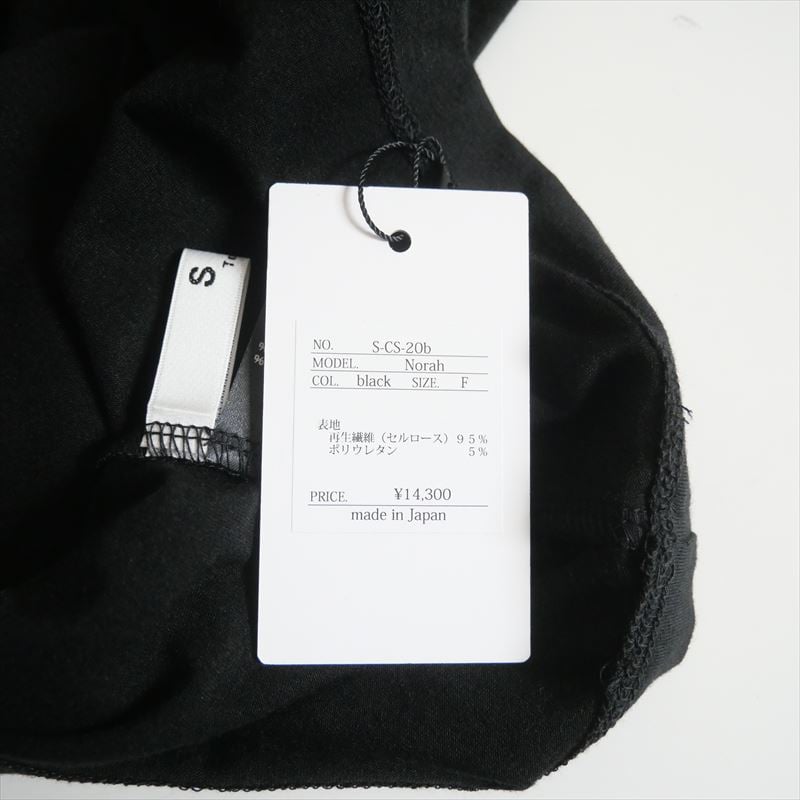 NO. S-CS-20b
MODEL. Norah
COL. black SIZE. F
表地
再生繊維（セルロース）９５％
ポリウレタン ５％
PRICE. ¥14,300
made in Japan
S